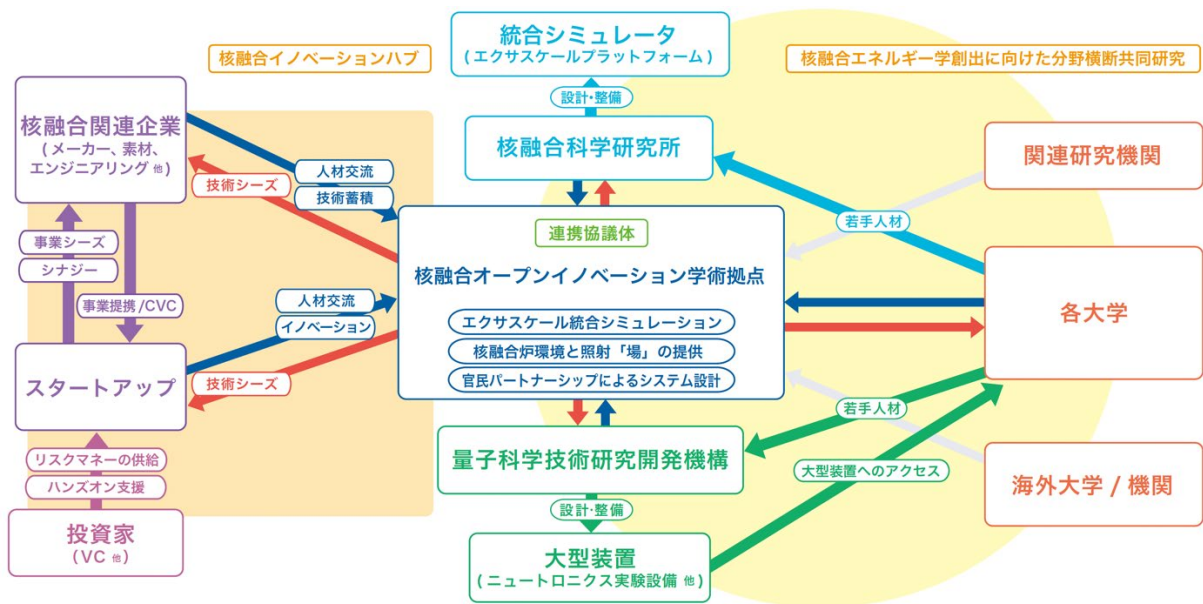 統合シミュレータ
( エクサスケールプラットフォーム )
核融合イノベーションハブ
核融合エネルギー学創出に向けた分野横断共同研究
設計・整備
核融合関連企業
( メーカー、素材、
エンジニアリング 他 )
核融合科学研究所
関連研究機関
人材交流
技術シーズ
技術蓄積
若手人材
連携協議体
事業シーズ
シナジー
核融合オープンイノベーション学術拠点
事業提携/CVC
人材交流
イノベーション
エクサスケール統合シミュレーション
各大学
核融合炉環境と照射「場」の提供
スタートアップ
技術シーズ
官民パートナーシップによるシステム設計
若手人材
リスクマネーの供給
ハンズオン支援
量子科学技術研究開発機構
大型装置へのアクセス
海外大学 / 機関
設計・整備
投資家
( VC 他 )
大型装置
( ニュートロニクス実験設備 他 )